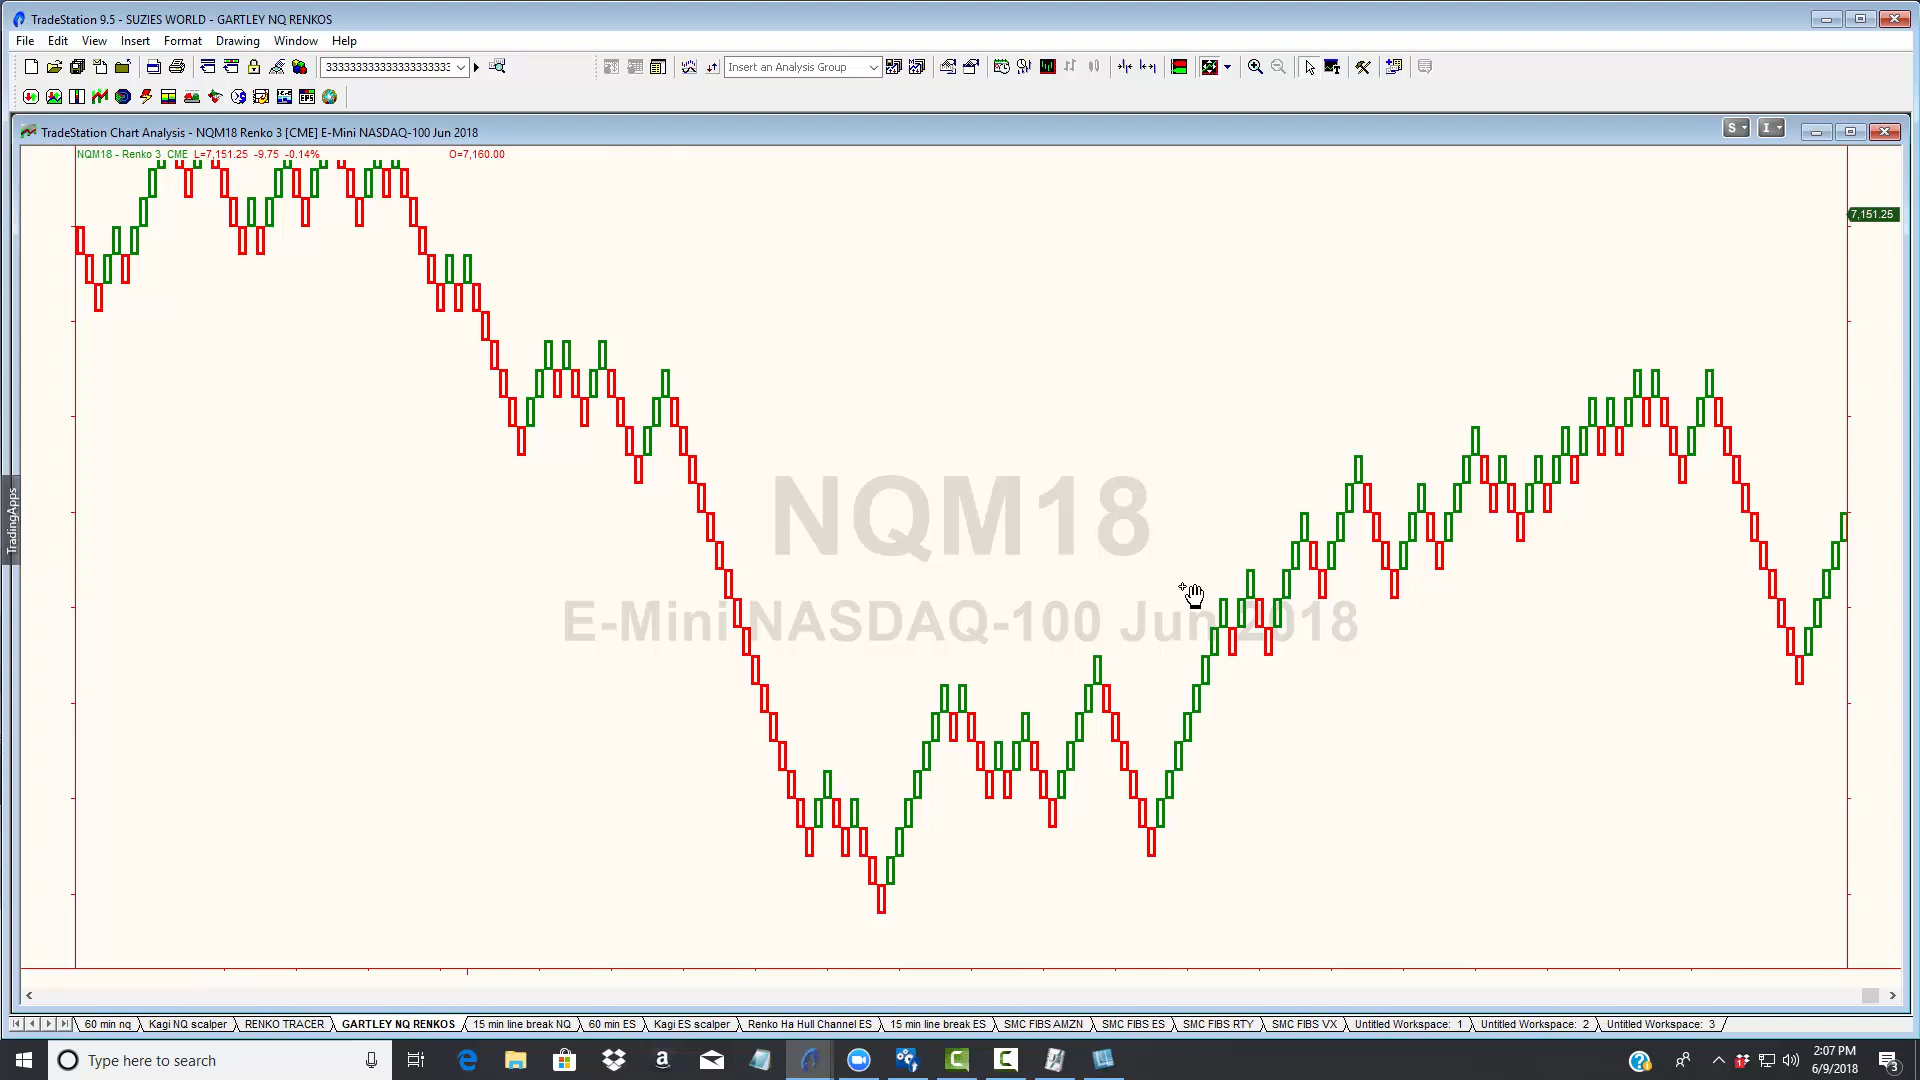 TradeStation 9.5 - SUZIES WORLD - GARTLEY NQ RENKOS
File Edit View Insert Format Drawing Window Help
333333333333333333333 Insert an Analysis Group
TradeStation Chart Analysis - NQM18 Renko 3 [CME] E-Mini NASDAQ-100 Jun 2018
S I
NQM18 - Renko 3 CME L=7,151.25 -9.75 -0.14% O=7,160.00
7,151.25
TradingApps
NQM18
E-Mini NASDAQ-100 Jun 2018
60 min nq Kagi NQ scalper RENKO TRACER GARTLEY NQ RENKOS 15 min line break NQ 60 min ES Kagi ES scalper Renko Ha Hull Channel ES 15 min line break ES SMC FIBS AMZN SMC FIBS ES SMC FIBS RTY SMC FIBS VX Untitled Workspace: 1 Untitled Workspace: 2 Untitled Workspace: 3
Type here to search
2:07 PM
6/9/2018
3